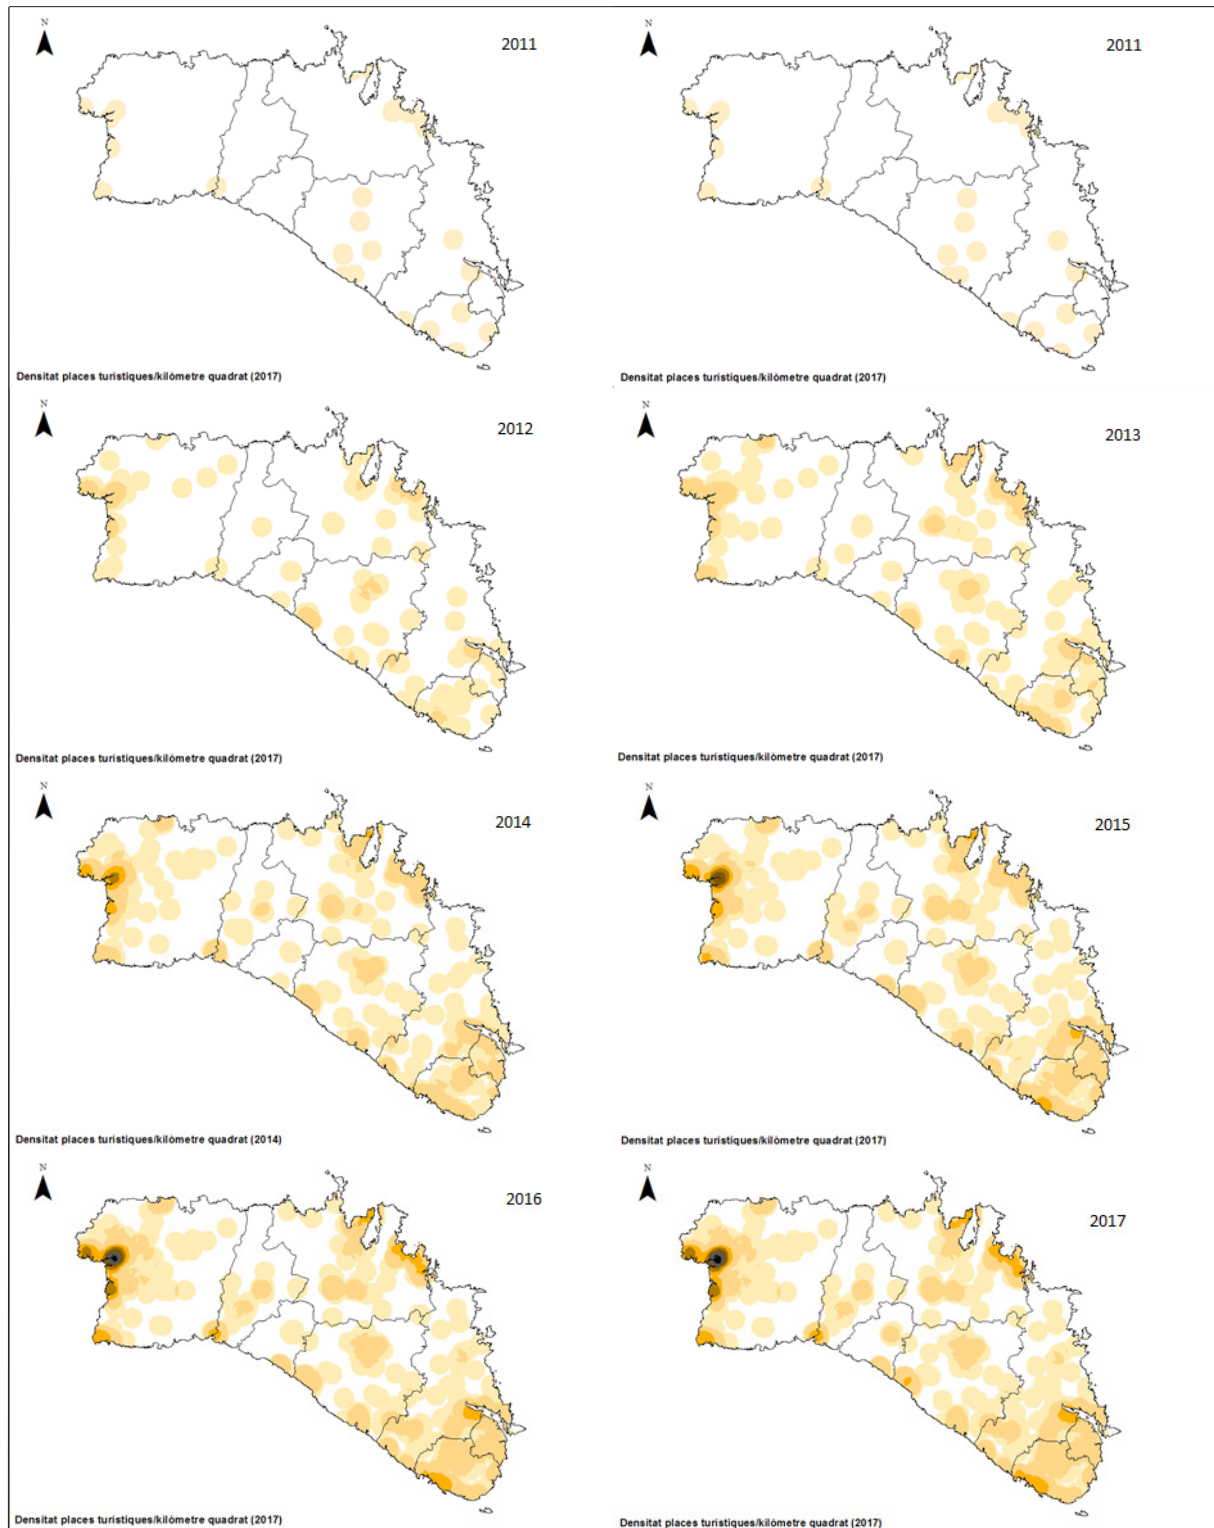 N
2011
Densitat places turístiques/kilòmetre quadrat (2017)
N
2011
Densitat places turístiques/kilòmetre quadrat (2017)
N
2012
Densitat places turístiques/kilòmetre quadrat (2017)
N
2013
Densitat places turístiques/kilòmetre quadrat (2017)
N
2014
Densitat places turístiques/kilòmetre quadrat (2014)
N
2015
Densitat places turístiques/kilòmetre quadrat (2017)
N
2016
Densitat places turístiques/kilòmetre quadrat (2017)
N
2017
Densitat places turístiques/kilòmetre quadrat (2017)